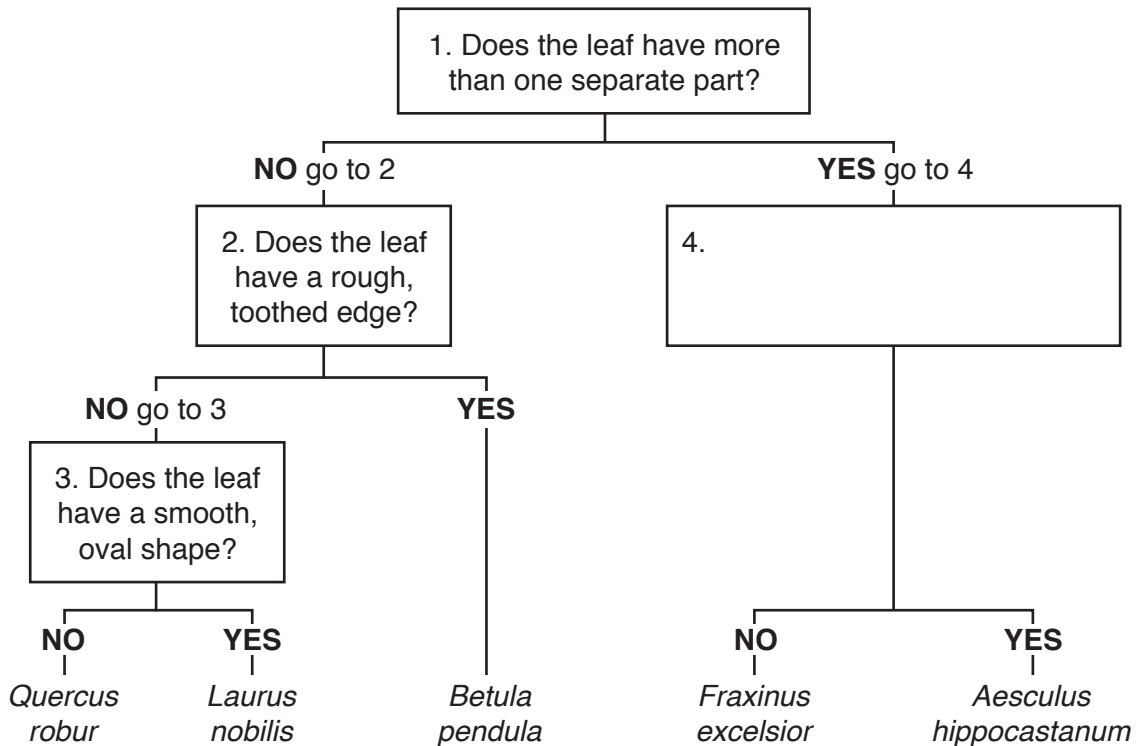 1. Does the leaf have more
than one separate part?
NO go to 2
YES go to 4
2. Does the leaf
have a rough,
toothed edge?
4.
NO go to 3
YES
3. Does the leaf
have a smooth,
oval shape?
NO
YES
NO
YES
Quercus
robur
Laurus
nobilis
Betula
pendula
Fraxinus
excelsior
Aesculus
hippocastanum